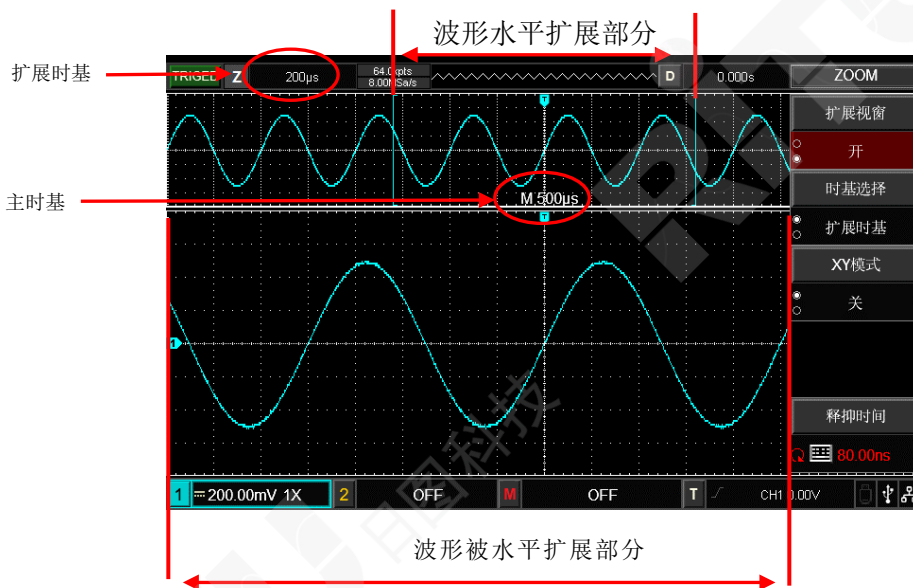 波形水平扩展部分
扩展时基
TRIGED Z 200μs 64.0kpts D 0.000s ZOOM
8.00MSa/s
T
扩展视窗
开
时基选择
主时基
M 500μs
T
扩展时基
XY模式
关
1
释抑时间
80.00ns
1 200.00mV 1X 2 OFF M OFF T CH1 0.00V
波形被水平扩展部分